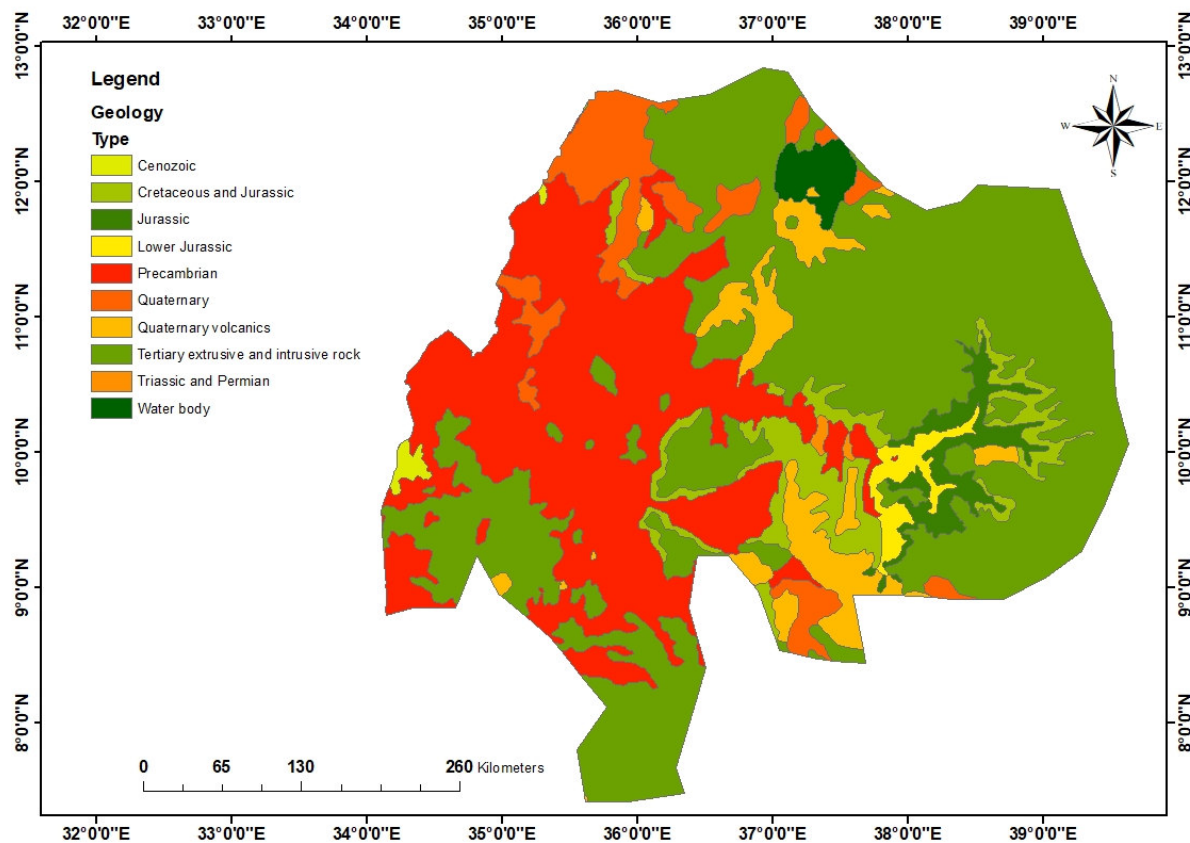 32°0'0"E 33°0'0"E 34°0'0"E 35°0'0"E 36°0'0"E 37°0'0"E 38°0'0"E 39°0'0"E
13°0'0"N
12°0'0"N
11°0'0"N
10°0'0"N
9°0'0"N
8°0'0"N
Legend
Geology
Type
Cenozoic
Cretaceous and Jurassic
Jurassic
Lower Jurassic
Precambrian
Quaternary
Quaternary volcanics
Tertiary extrusive and intrusive rock
Triassic and Permian
Water body
N
W E
S
0 65 130 260 Kilometers
13°0'0"N
12°0'0"N
11°0'0"N
10°0'0"N
9°0'0"N
8°0'0"N
32°0'0"E 33°0'0"E 34°0'0"E 35°0'0"E 36°0'0"E 37°0'0"E 38°0'0"E 39°0'0"E